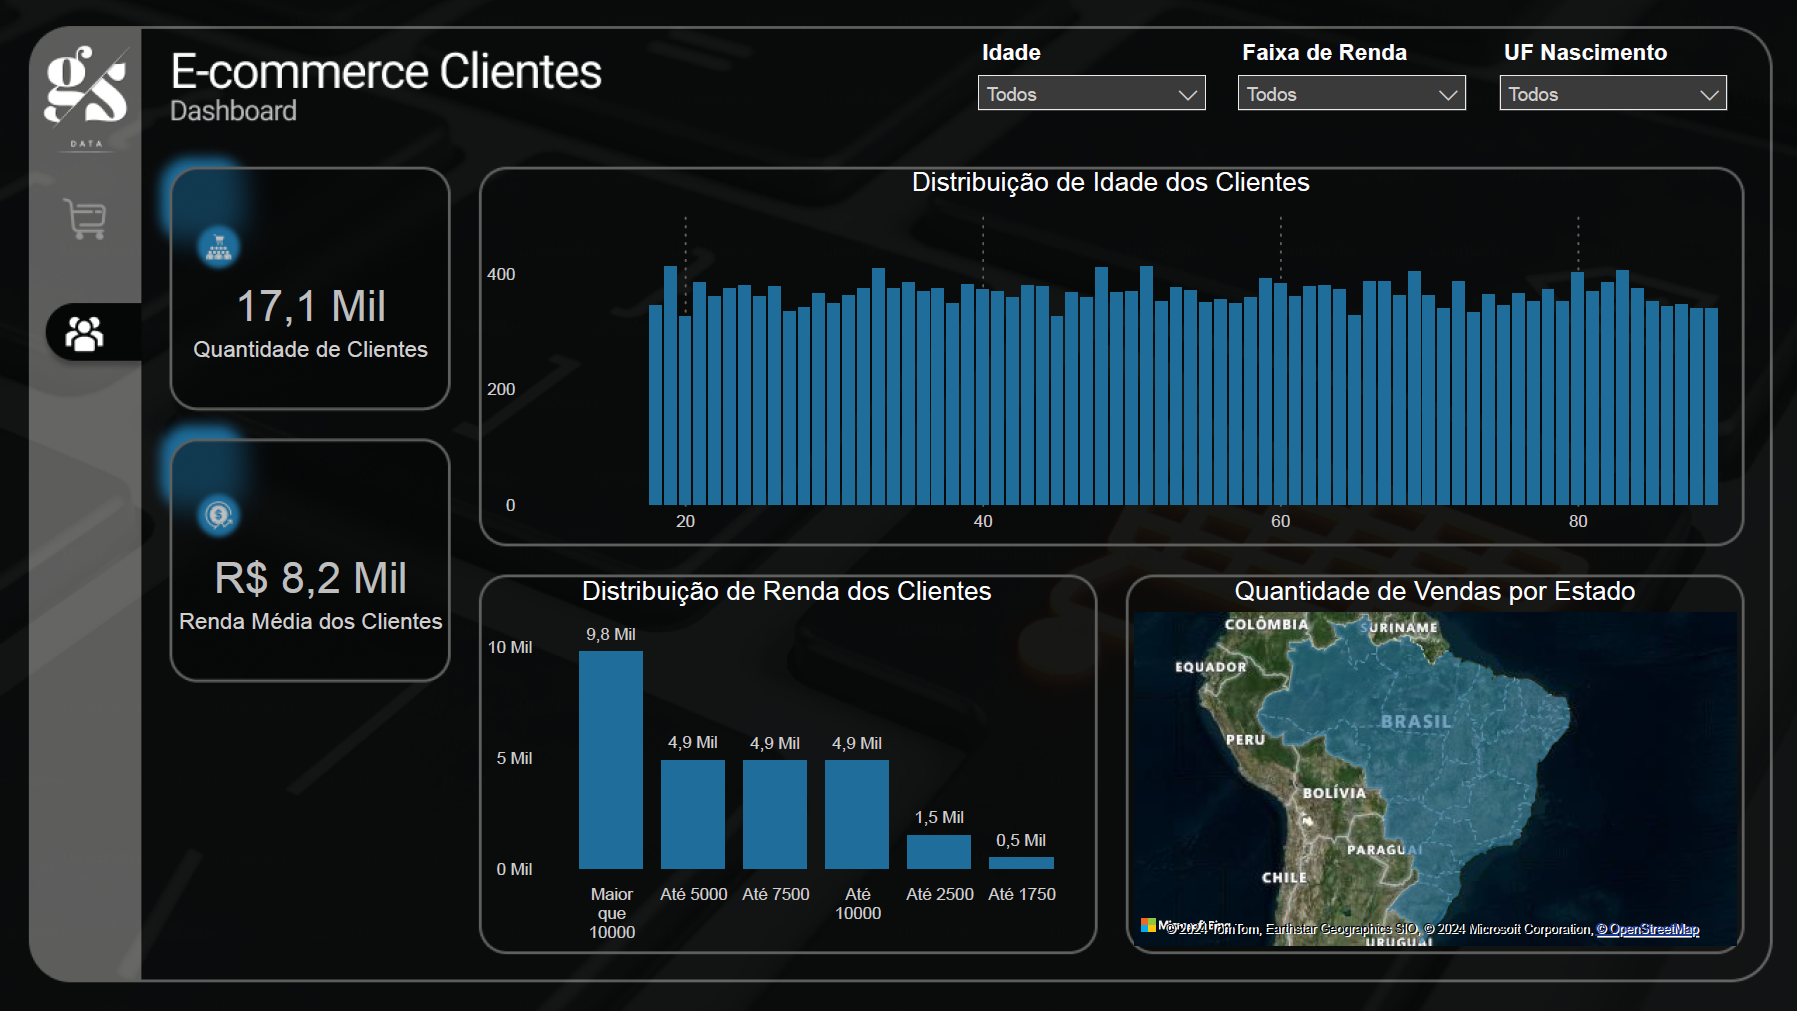 gs
DATA
E-commerce Clientes
Dashboard
Idade
Todos
Faixa de Renda
Todos
UF Nascimento
Todos
17,1 Mil
Quantidade de Clientes
R$ 8,2 Mil
Renda Média dos Clientes
Distribuição de Idade dos Clientes
400
200
0
20
40
60
80
Distribuição de Renda dos Clientes
10 Mil
5 Mil
0 Mil
9,8 Mil
4,9 Mil
4,9 Mil
4,9 Mil
1,5 Mil
0,5 Mil
Maior
que
10000
Até 5000
Até 7500
Até
10000
Até 2500
Até 1750
Quantidade de Vendas por Estado
COLÔMBIA
SURINAME
EQUADOR
BRASIL
PERU
BOLÍVIA
PARAGUAI
CHILE
URUGUAI
Microsoft Bing
© 2024 TomTom, Earthstar Geographics SIO, © 2024 Microsoft Corporation, © OpenStreetMap